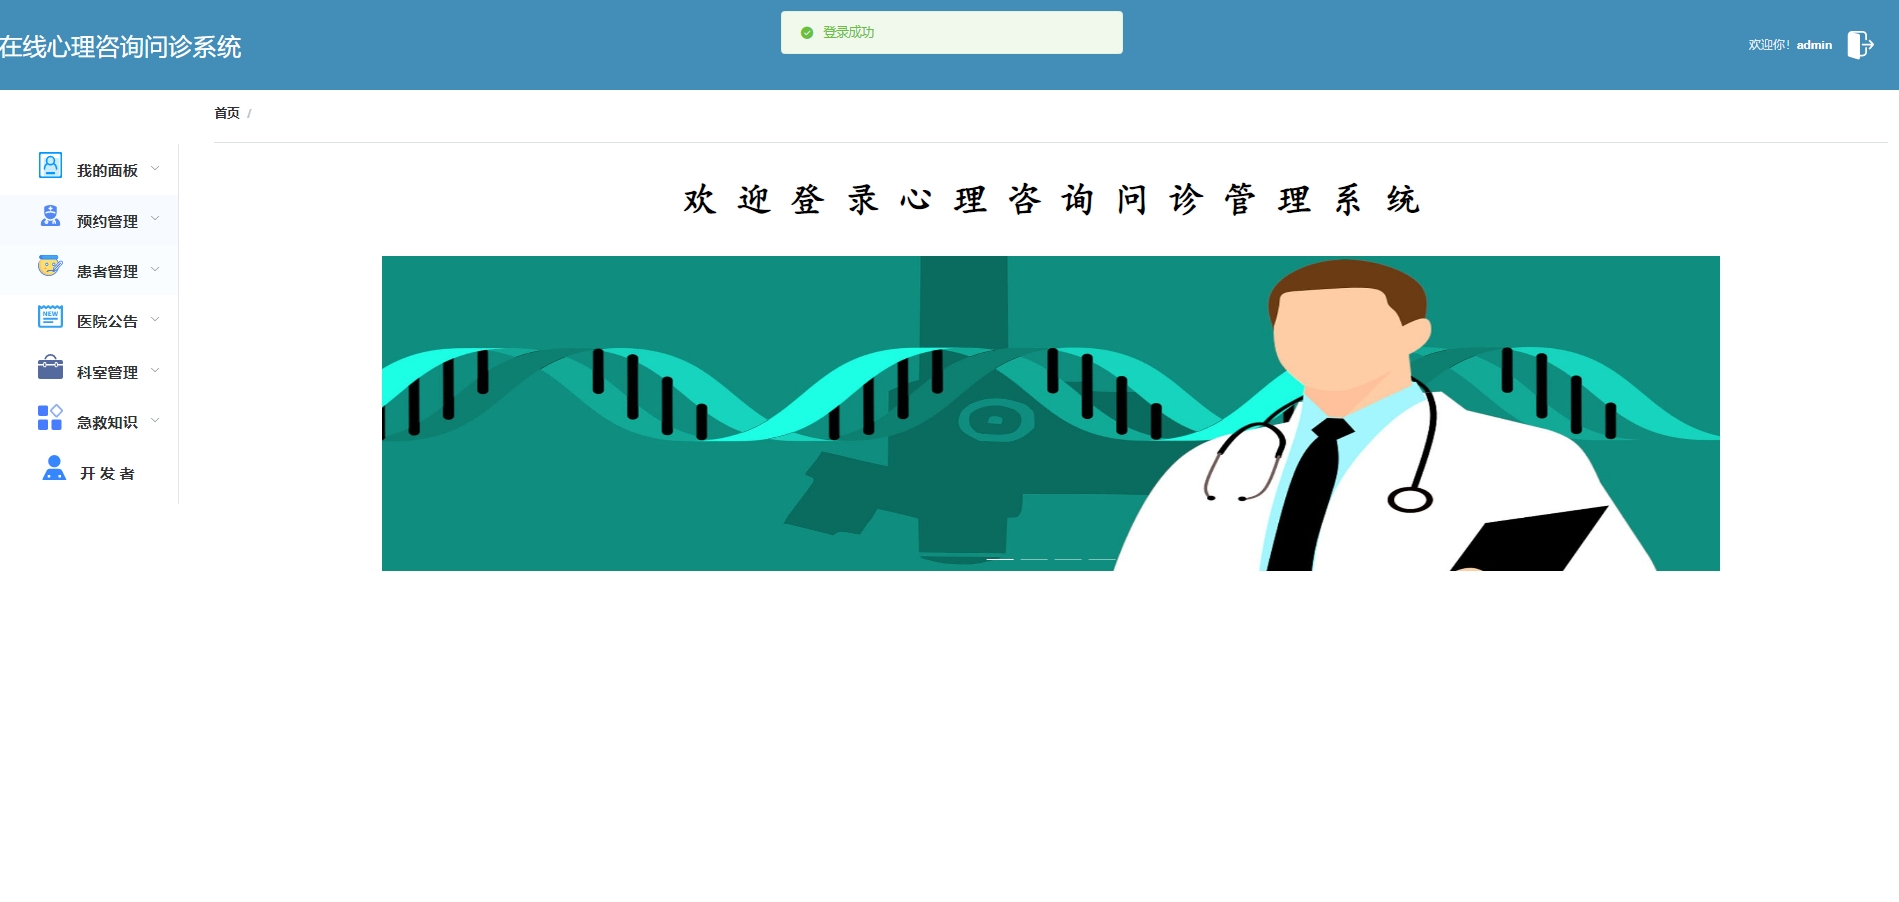 登录成功
在线心理咨询问诊系统
欢迎你! admin
首页 /
我的面板
预约管理
患者管理
医院公告
科室管理
急救知识
开 发 者
欢 迎 登 录 心 理 咨 询 问 诊 管 理 系 统
NEW